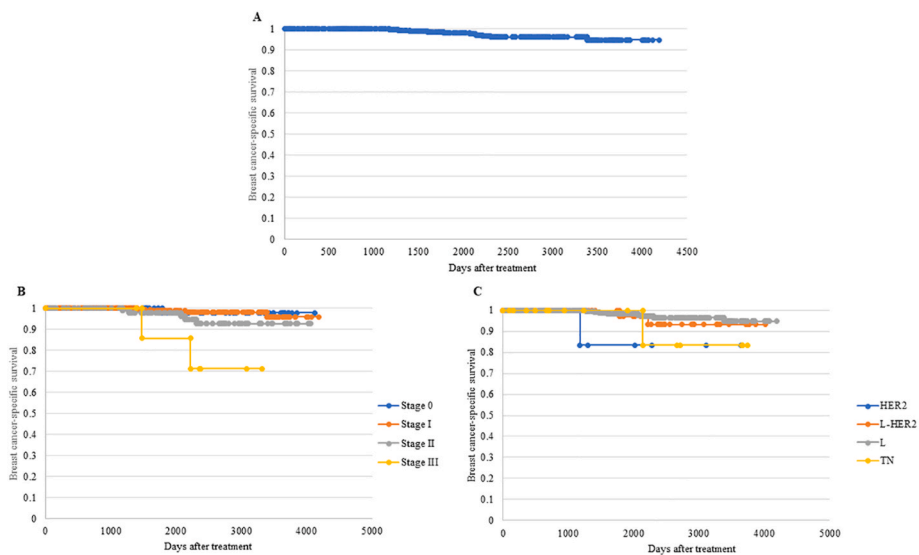 A
Breast cancer-specific survival
1
0.9
0.8
0.7
0.6
0.5
0.4
0.3
0.2
0.1
0
0 500 1000 1500 2000 2500 3000 3500 4000 4500
Days after treatment
B
Breast cancer-specific survival
1
0.9
0.8
0.7
0.6
0.5
0.4
0.3
0.2
0.1
0
0 1000 2000 3000 4000 5000
Days after treatment
Stage 0
Stage I
Stage II
Stage III
C
Breast cancer-specific survival
1
0.9
0.8
0.7
0.6
0.5
0.4
0.3
0.2
0.1
0
0 1000 2000 3000 4000 5000
Days after treatment
HER2
L-HER2
L
TN